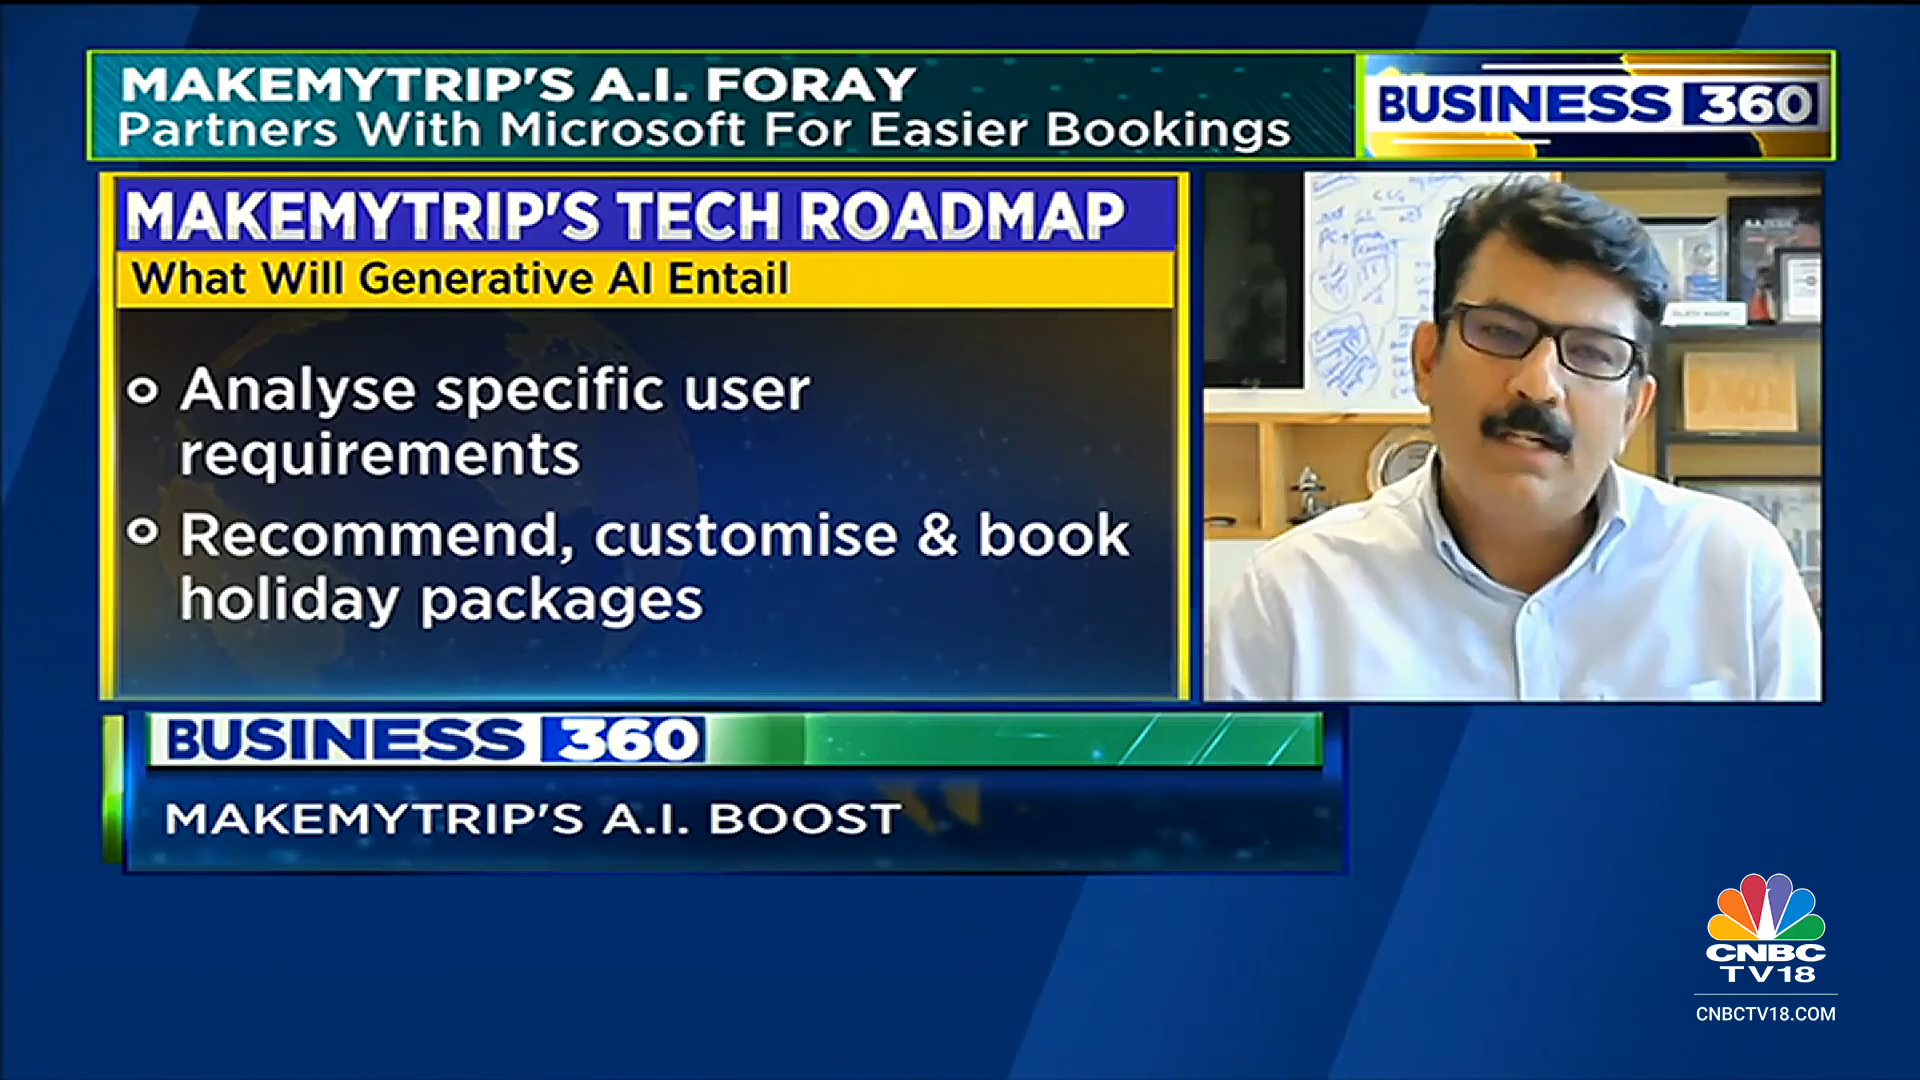 MAKEMYTRIP'S A.I. FORAY
Partners With Microsoft For Easier Bookings
BUSINESS 360
MAKEMYTRIP'S TECH ROADMAP
What Will Generative AI Entail
Analyse specific user
requirements
Recommend, customise & book
holiday packages
BUSINESS 360
MAKEMYTRIP'S A.I. BOOST
CNBC
TV18
CNBCTV18.COM